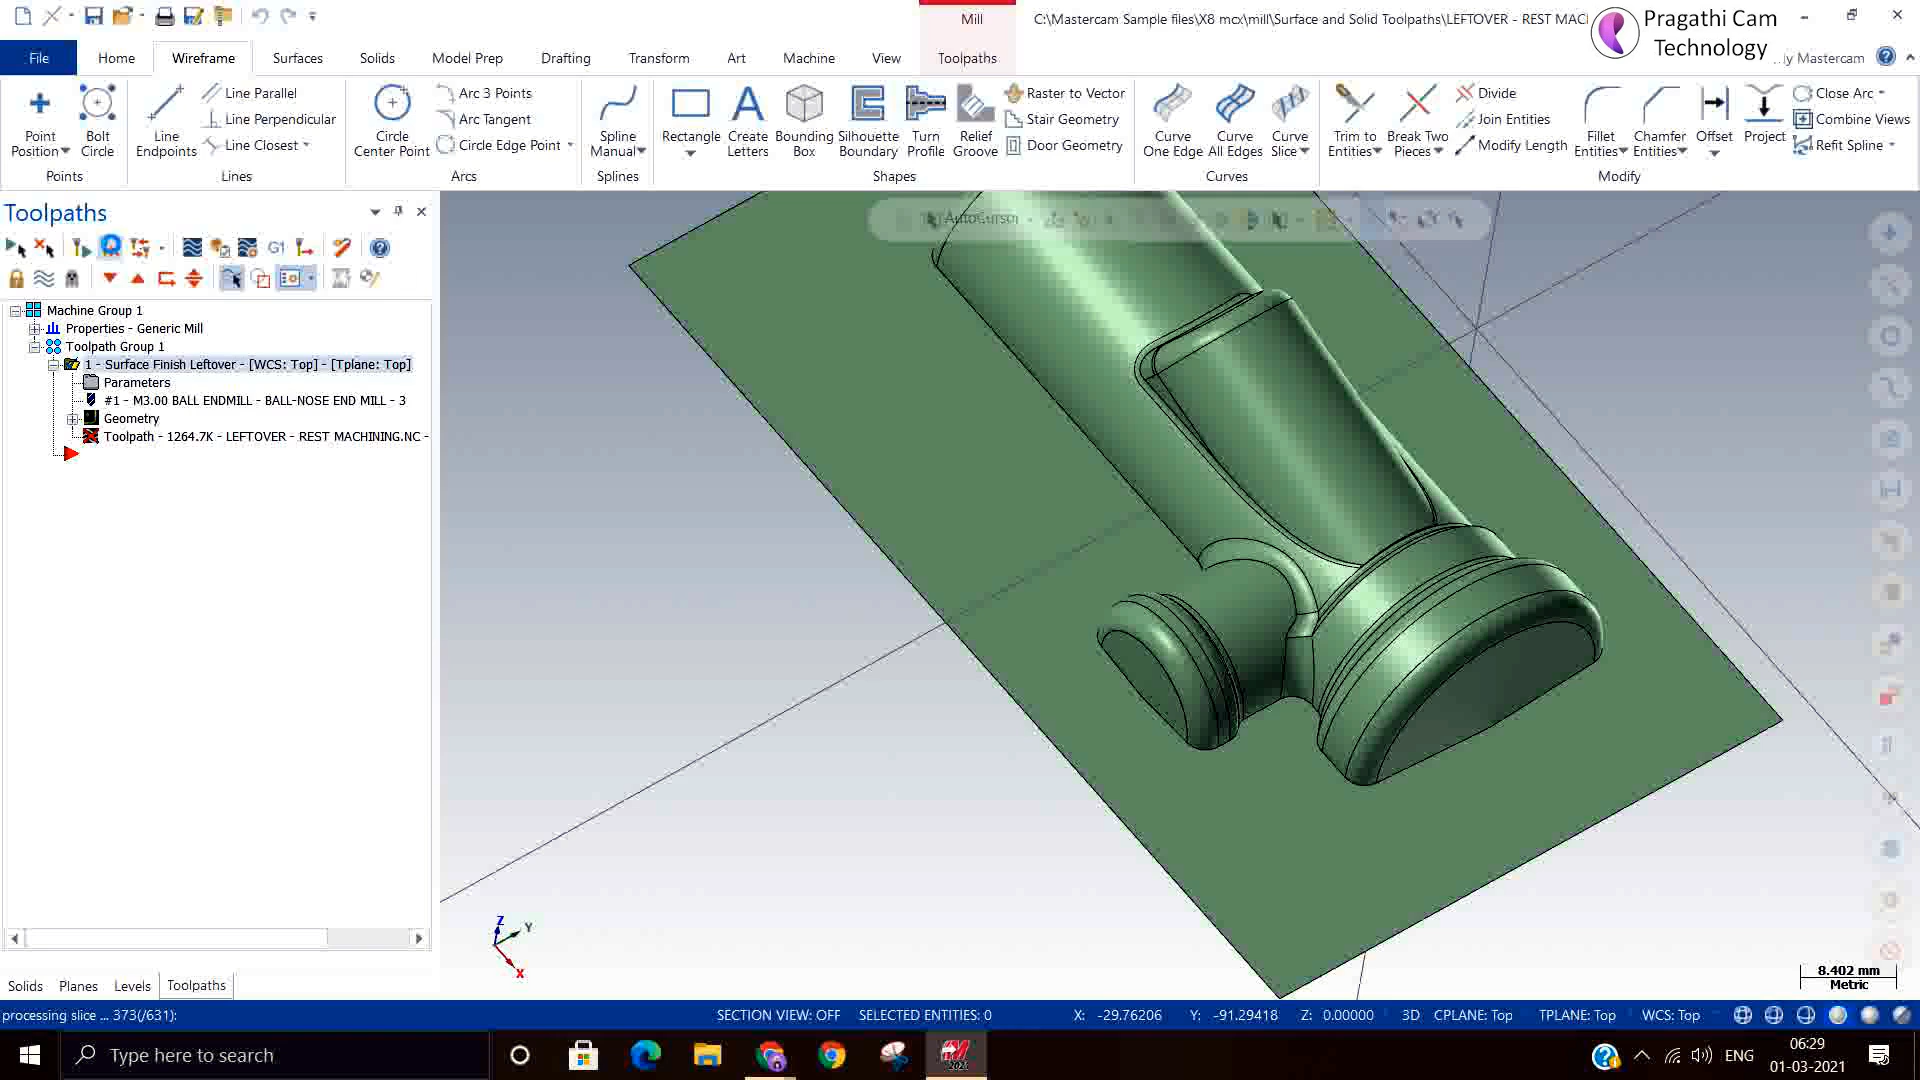 Mill
C:\Mastercam Sample files\X8 mcx\mill\Surface and Solid Toolpaths\LEFTOVER - REST MACI
Pragathi Cam
Technology
File
Home
Wireframe
Surfaces
Solids
Model Prep
Drafting
Transform
Art
Machine
View
Toolpaths
...y Mastercam
Point
Position
Bolt
Circle
Points
Line
Endpoints
Line Parallel
Line Perpendicular
Line Closest
Lines
Circle
Center Point
Arc 3 Points
Arc Tangent
Circle Edge Point
Arcs
Spline
Manual
Splines
Rectangle
Create
Letters
Bounding
Box
Silhouette
Boundary
Turn
Profile
Relief
Groove
Raster to Vector
Stair Geometry
Door Geometry
Shapes
Curve
One Edge
Curve
All Edges
Curve
Slice
Curves
Trim to
Entities
Break Two
Pieces
Divide
Join Entities
Modify Length
Fillet
Entities
Chamfer
Entities
Offset
Project
Close Arc
Combine Views
Refit Spline
Modify
Toolpaths
G1
AutoCursor
Machine Group 1
Properties - Generic Mill
Toolpath Group 1
1 - Surface Finish Leftover - [WCS: Top] - [Tplane: Top]
Parameters
#1 - M3.00 BALL ENDMILL - BALL-NOSE END MILL - 3
Geometry
Toolpath - 1264.7K - LEFTOVER - REST MACHINING.NC -
Z
Y
X
8.402 mm
Metric
Solids
Planes
Levels
Toolpaths
processing slice ... 373(/631):
SECTION VIEW: OFF
SELECTED ENTITIES: 0
X: -29.76206
Y: -91.29418
Z: 0.00000
3D
CPLANE: Top
TPLANE: Top
WCS: Top
Type here to search
ENG
06:29
01-03-2021